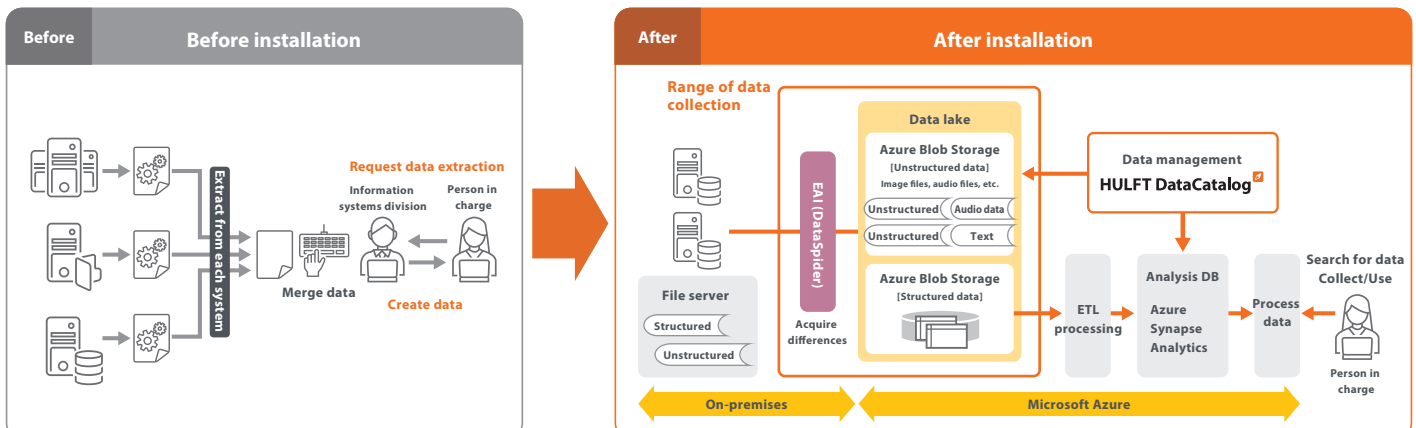 Before
Before installation
Extract from each system
Request data extraction
Information
systems division
Person in
charge
Merge data
Create data
After
After installation
Range of data
collection
File server
Structured
Unstructured
EAI (DataSpider)
Acquire
differences
Data lake
Azure Blob Storage
[Unstructured data]
Image files, audio files, etc.
Unstructured
Audio data
Unstructured
Text
Azure Blob Storage
[Structured data]
Data management
HULFT DataCatalog
ETL
processing
Analysis DB
Azure
Synapse
Analytics
Process
data
Search for data
Collect/Use
Person in
charge
On-premises
Microsoft Azure